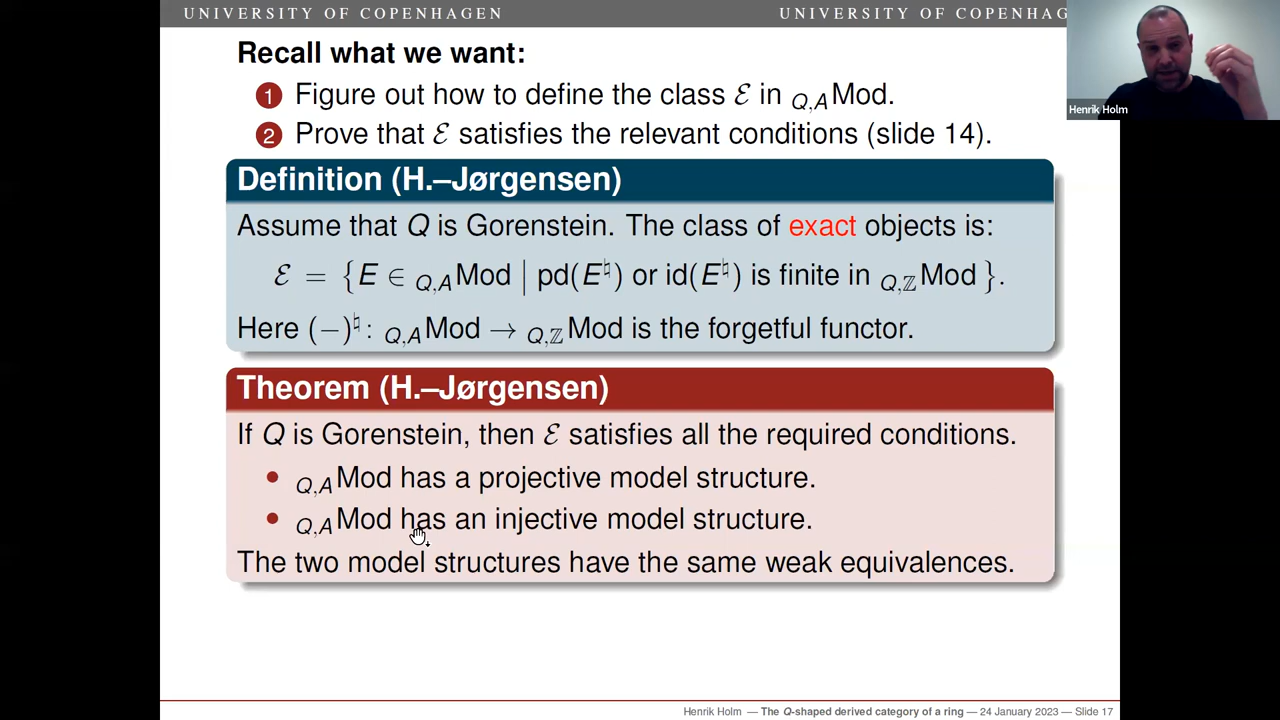 UNIVERSITY OF COPENHAGEN
UNIVERSITY OF COPENHAG
Henrik Holm
Recall what we want:
1 Figure out how to define the class ℰ in Q,AMod.
2 Prove that ℰ satisfies the relevant conditions (slide 14).
Definition (H.–Jørgensen)
Assume that Q is Gorenstein. The class of exact objects is:
ℰ = { E ∈ Q,AMod | pd(E♮) or id(E♮) is finite in Q,ℤMod }.
Here (−)♮ : Q,AMod → Q,ℤMod is the forgetful functor.
Theorem (H.–Jørgensen)
If Q is Gorenstein, then ℰ satisfies all the required conditions.
• Q,AMod has a projective model structure.
• Q,AMod has an injective model structure.
The two model structures have the same weak equivalences.
Henrik Holm — The Q-shaped derived category of a ring — 24 January 2023 — Slide 17